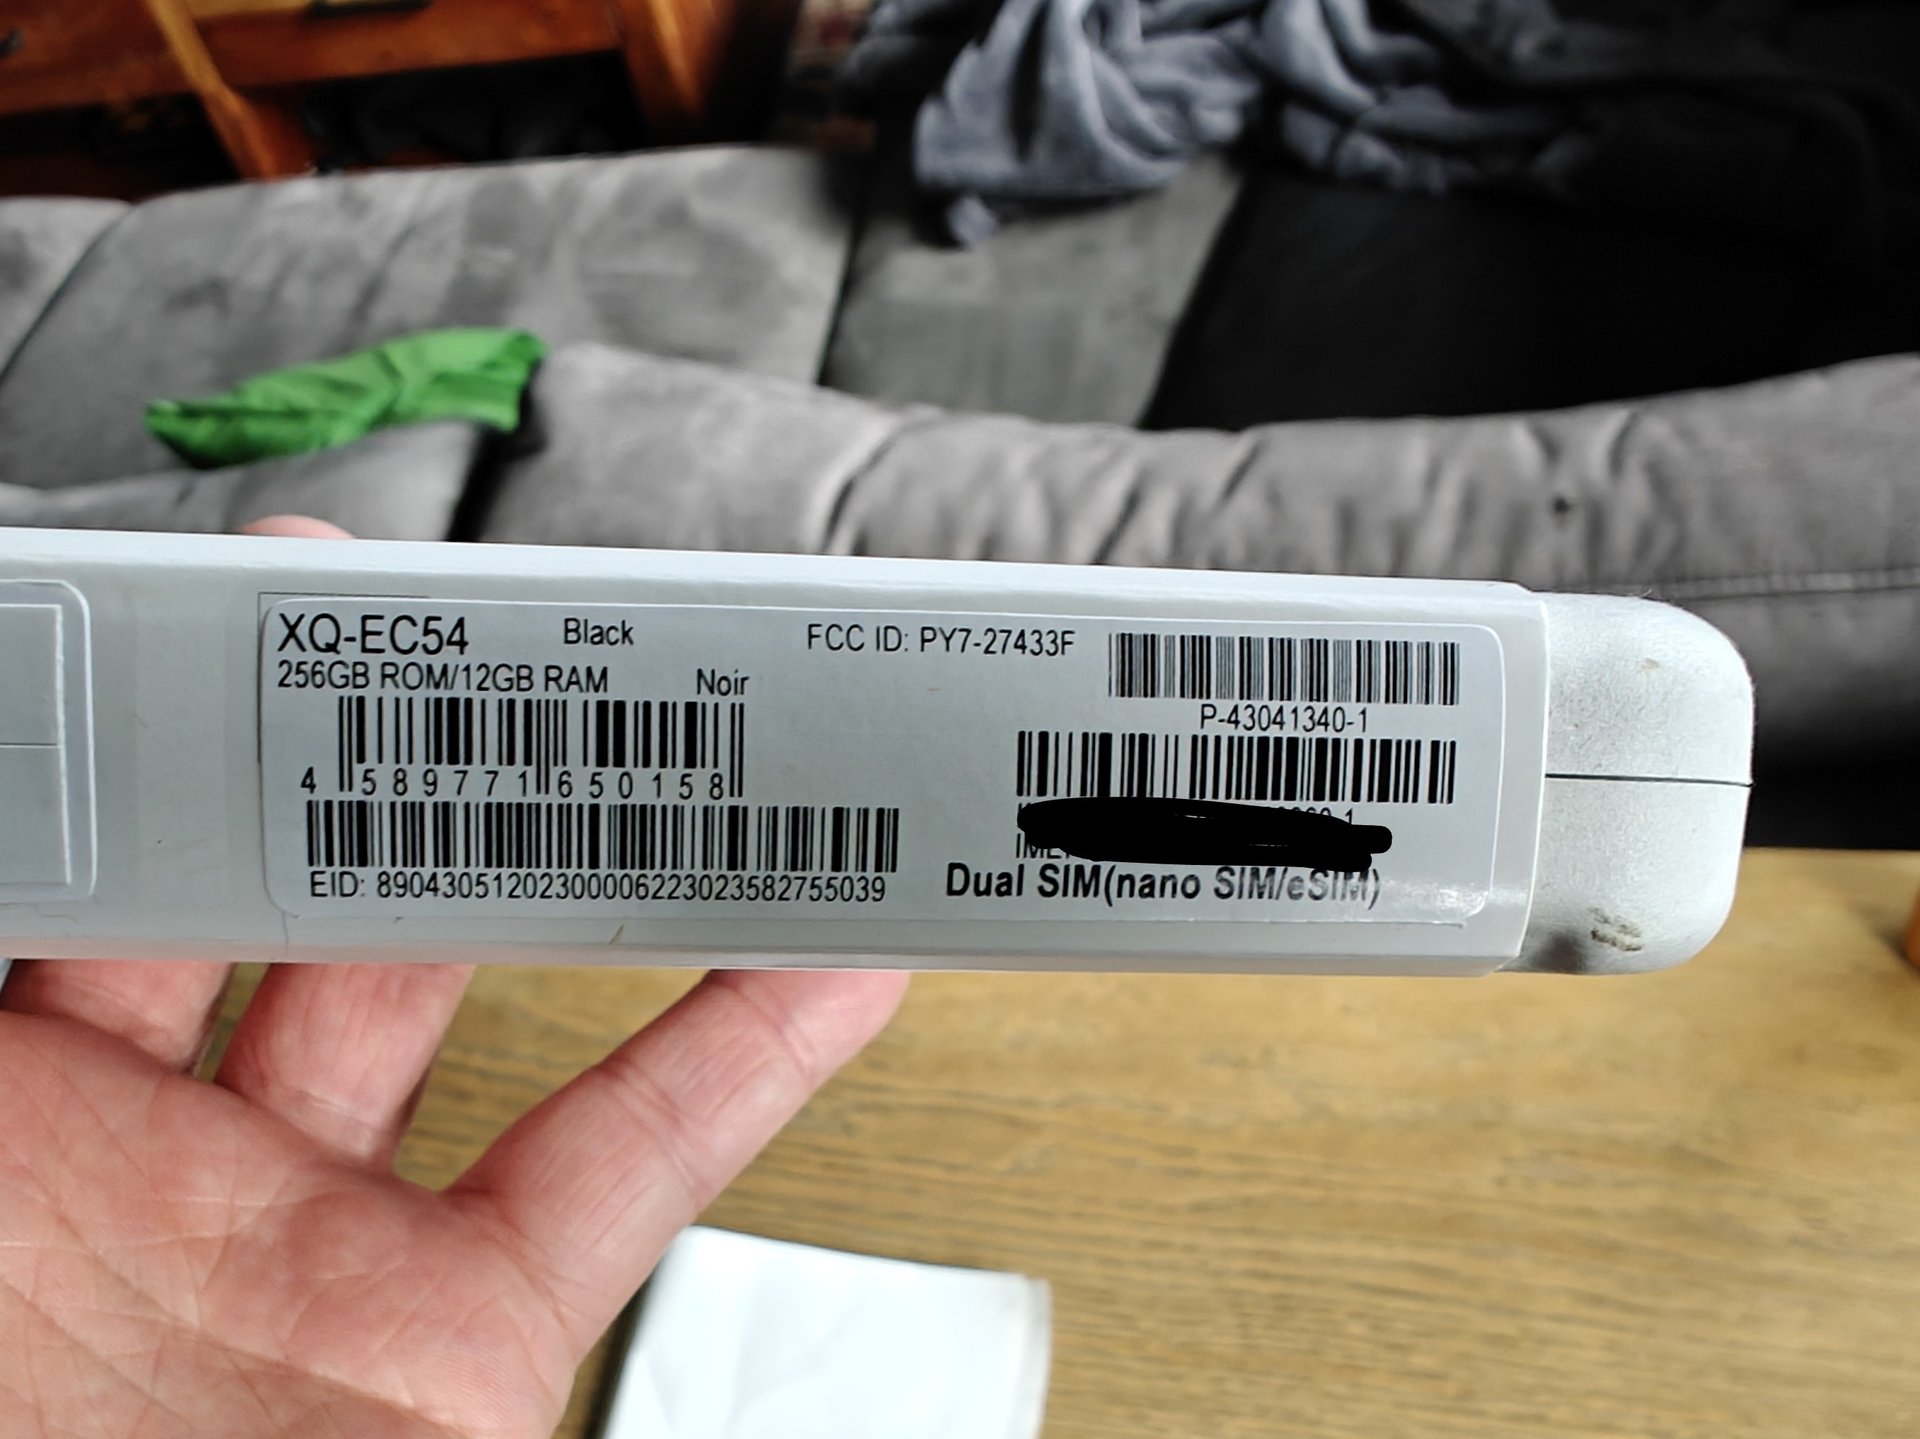 XQ-EC54
Black
256GB ROM/12GB RAM
Noir
4 589771 650158
EID: 89043051202300006223023582755039
FCC ID: PY7-27433F
P-43041340-1
Dual SIM(nano SIM/eSIM)